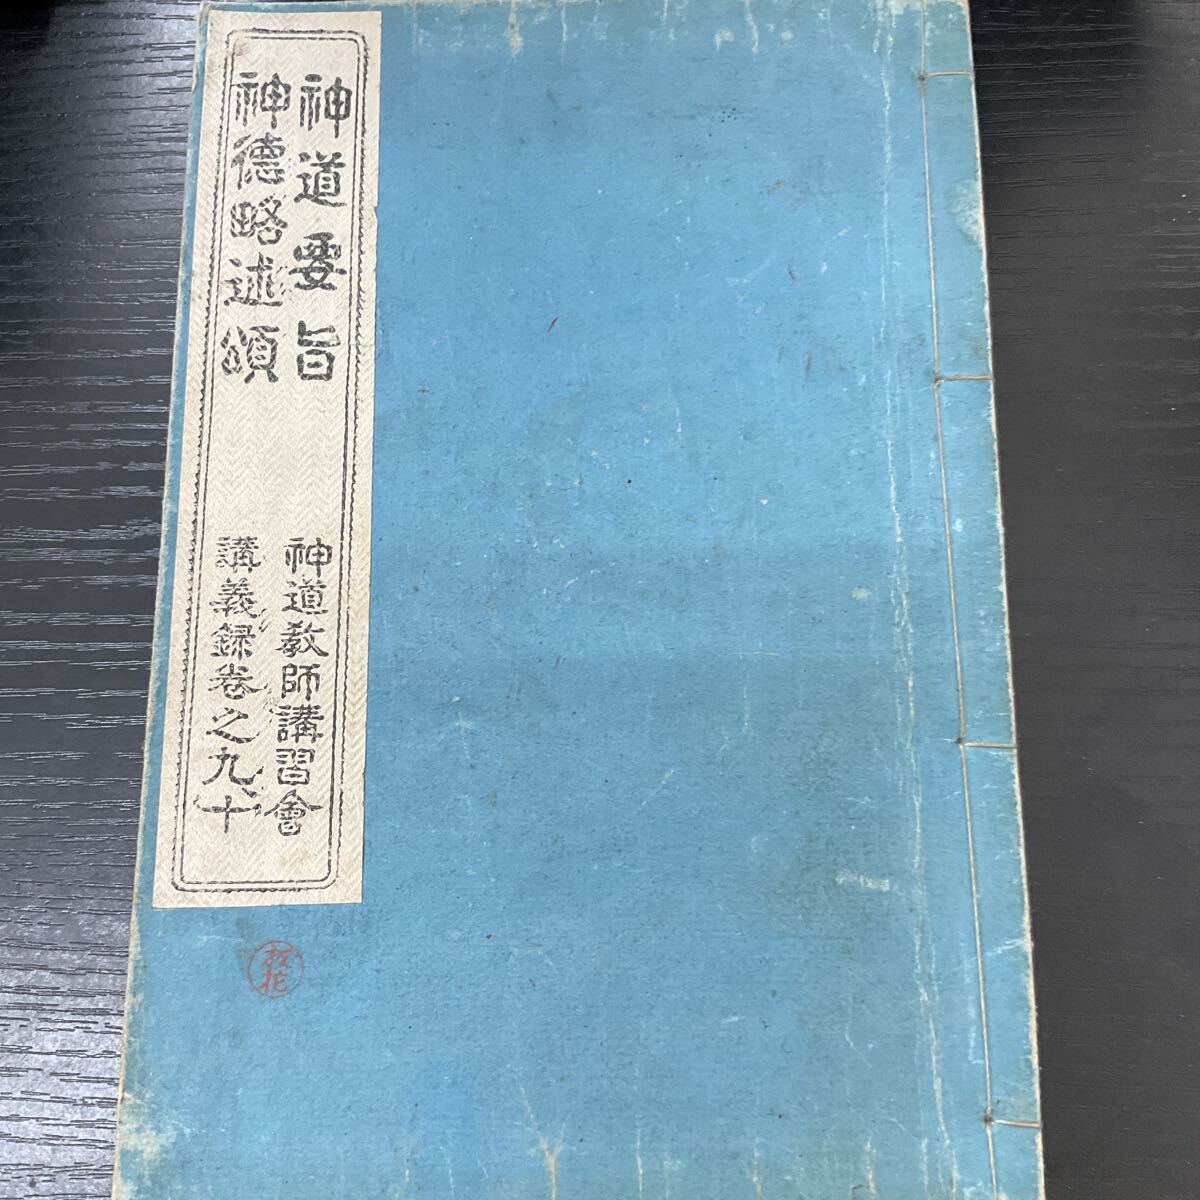 神道要旨
神德略述頌
神道教師講習會
講義録卷之九、十